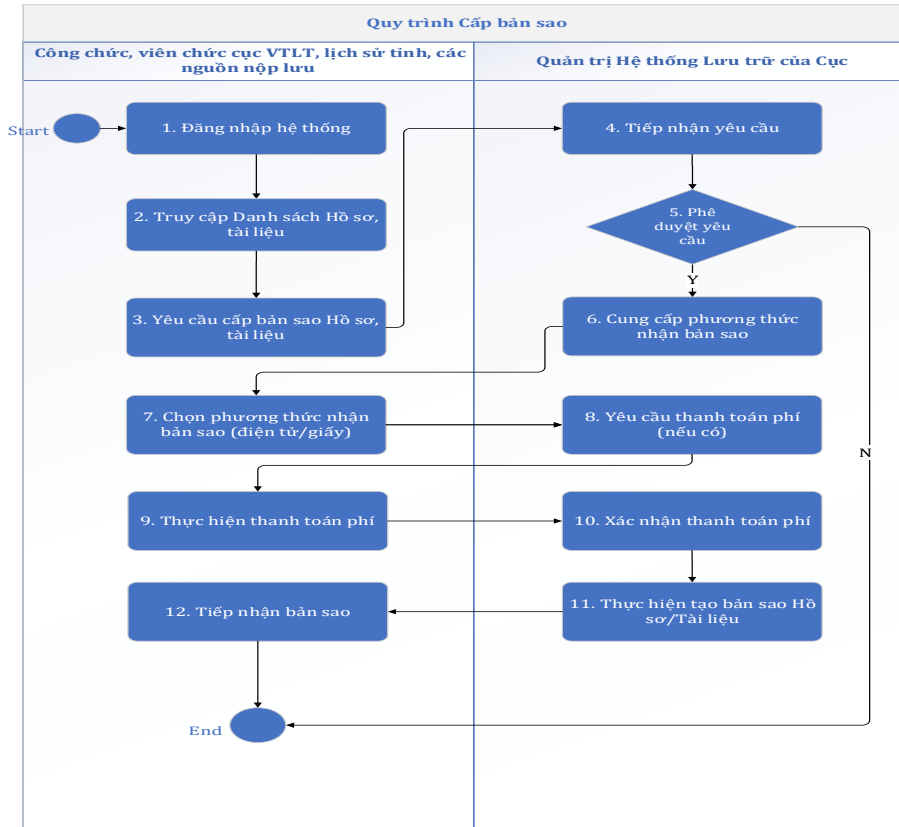 Quy trình Cấp bản sao
Công chức, viên chức cục VTLT, lịch sử tỉnh, các
nguồn nộp lưu
Quản trị Hệ thống Lưu trữ của Cục
Start
1. Đăng nhập hệ thống
2. Truy cập Danh sách Hồ sơ,
tài liệu
3. Yêu cầu cấp bản sao Hồ sơ,
tài liệu
4. Tiếp nhận yêu cầu
5. Phê
duyệt yêu
cầu
Y
N
6. Cung cấp phương thức
nhận bản sao
7. Chọn phương thức nhận
bản sao (điện tử/giấy)
8. Yêu cầu thanh toán phí
(nếu có)
9. Thực hiện thanh toán phí
10. Xác nhận thanh toán phí
11. Thực hiện tạo bản sao Hồ
sơ/Tài liệu
12. Tiếp nhận bản sao
End